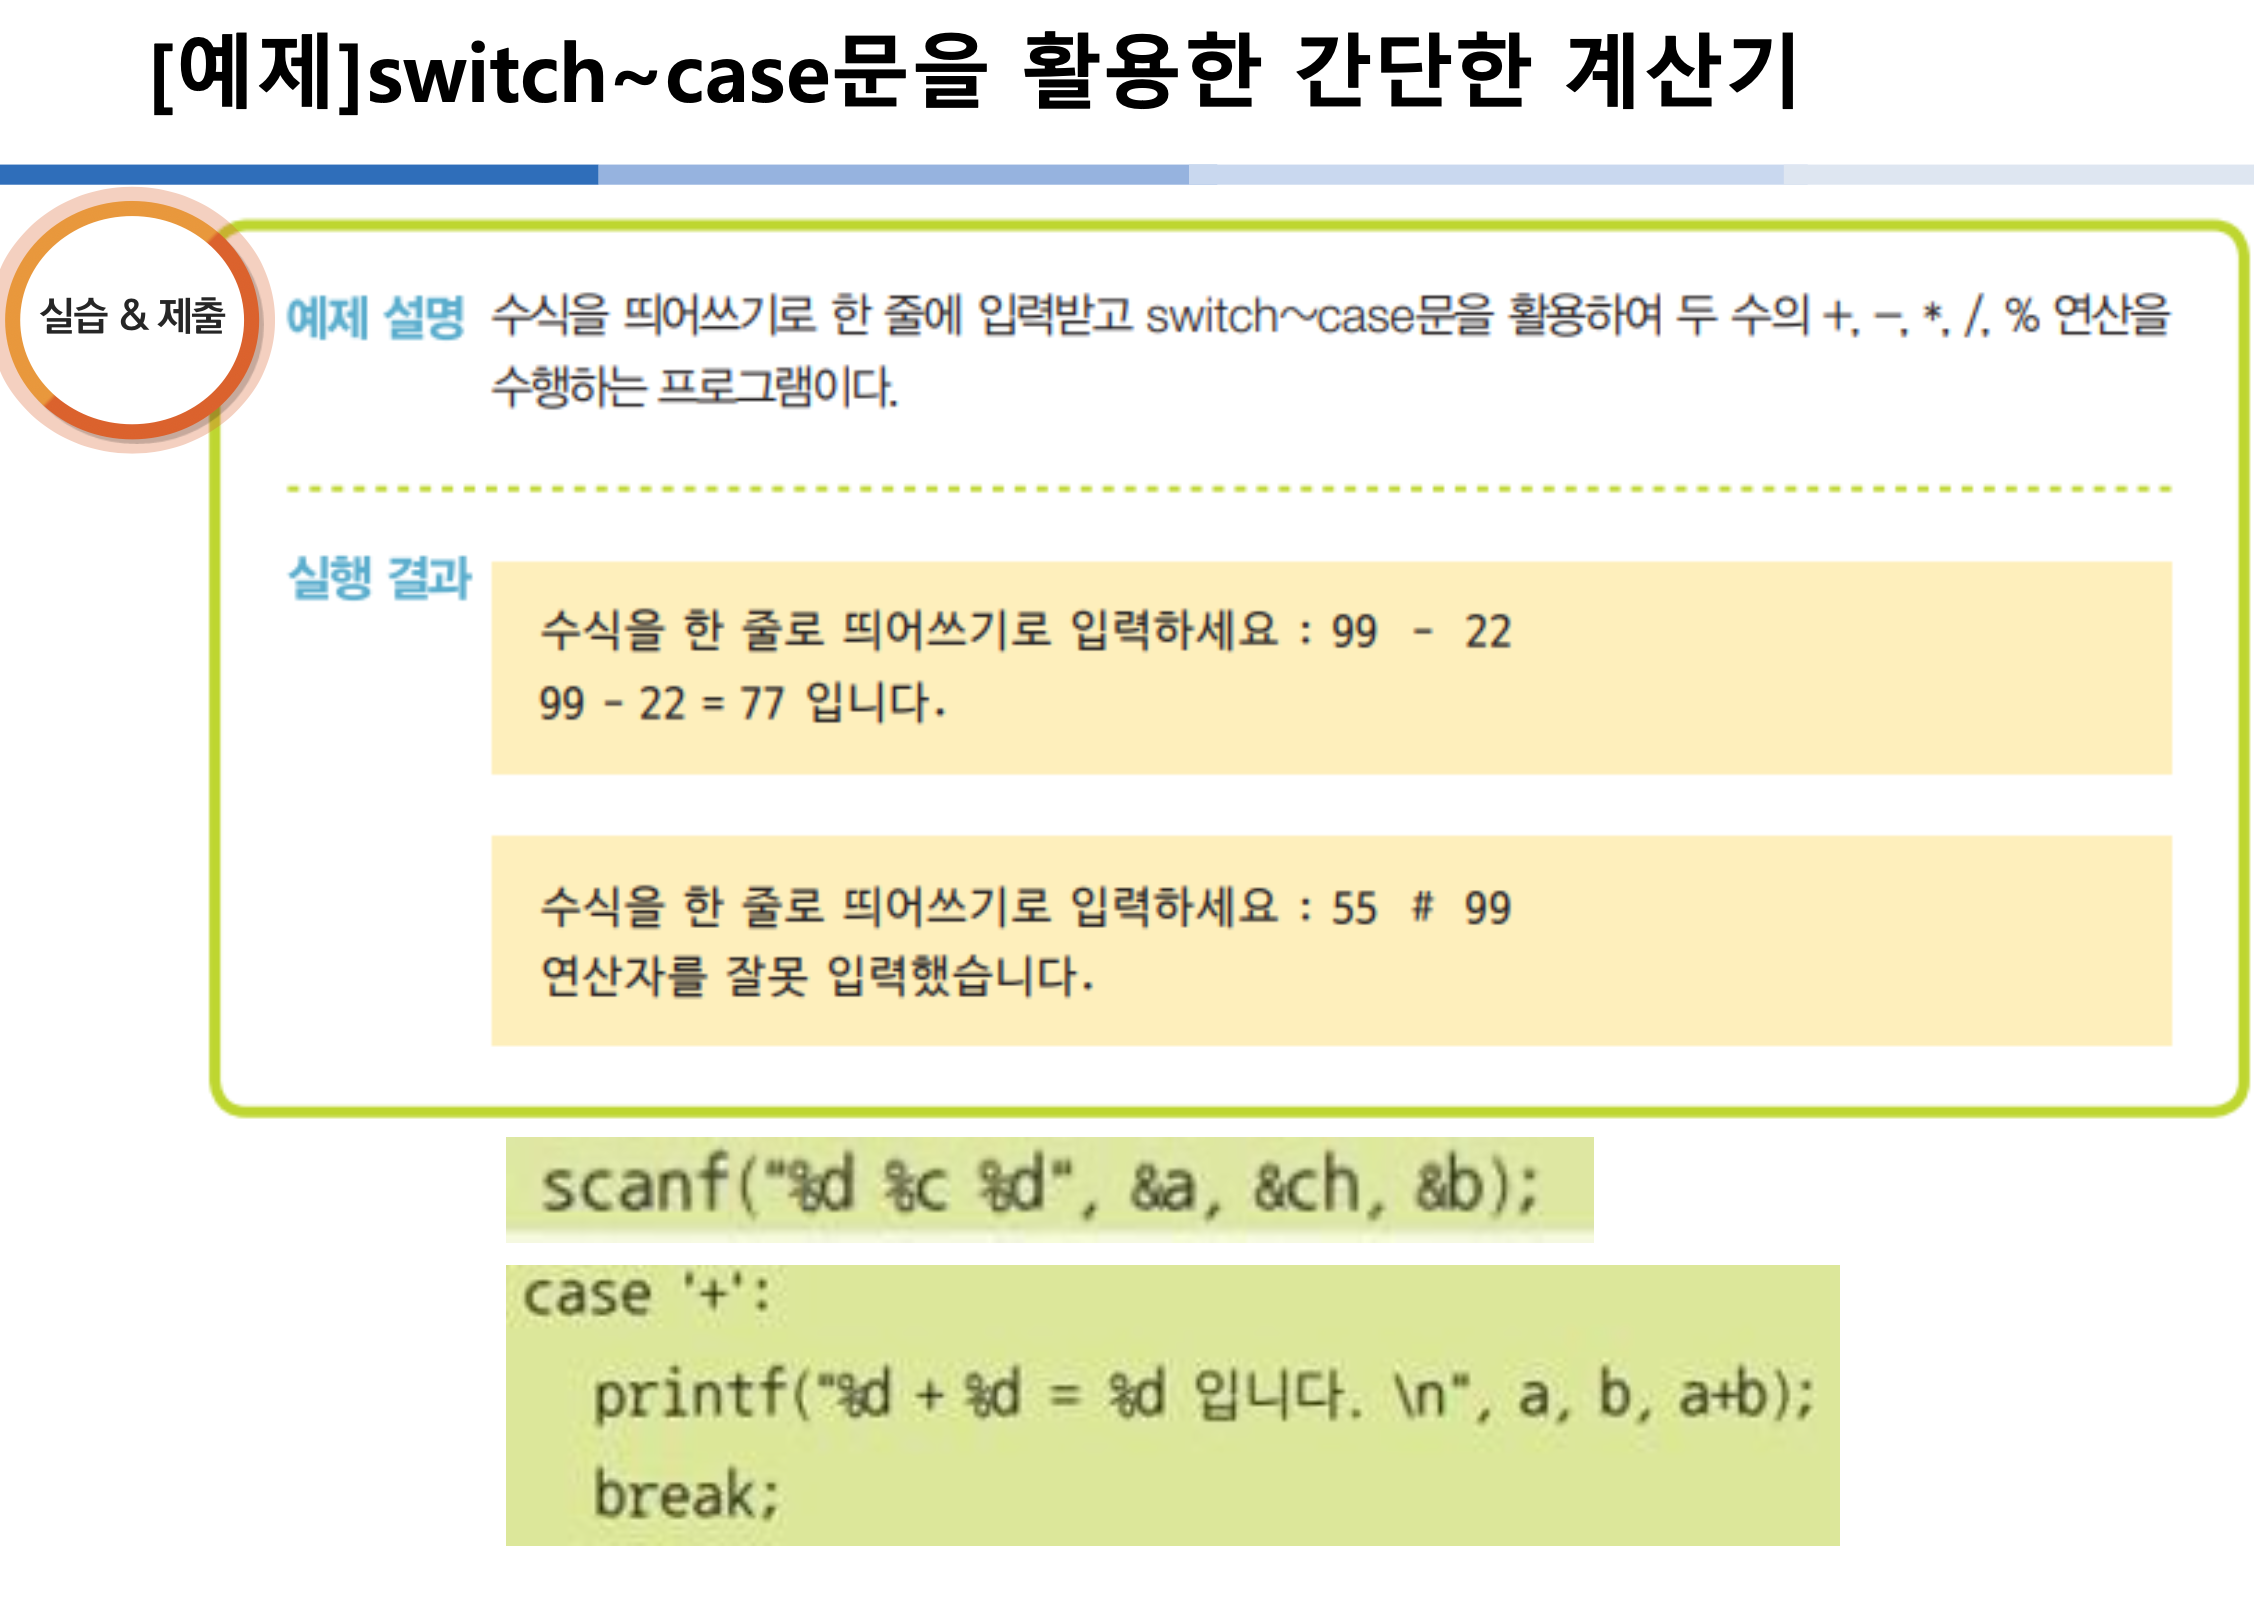 [예제]switch~case문을 활용한 간단한 계산기
실습 & 제출
예제 설명 수식을 띄어쓰기로 한 줄에 입력받고 switch~case문을 활용하여 두 수의 +, -, *, /, % 연산을
수행하는 프로그램이다.
실행 결과
수식을 한 줄로 띄어쓰기로 입력하세요 : 99 - 22
99 - 22 = 77 입니다.
수식을 한 줄로 띄어쓰기로 입력하세요 : 55 # 99
연산자를 잘못 입력했습니다.
scanf("%d %c %d", &a, &ch, &b);
case '+':
printf("%d + %d = %d 입니다. \n", a, b, a+b);
break;